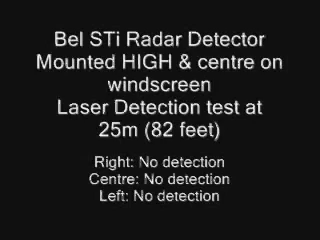 Bel STi Radar Detector
Mounted HIGH & centre on
windscreen
Laser Detection test at
25m (82 feet)
Right: No detection
Centre: No detection
Left: No detection